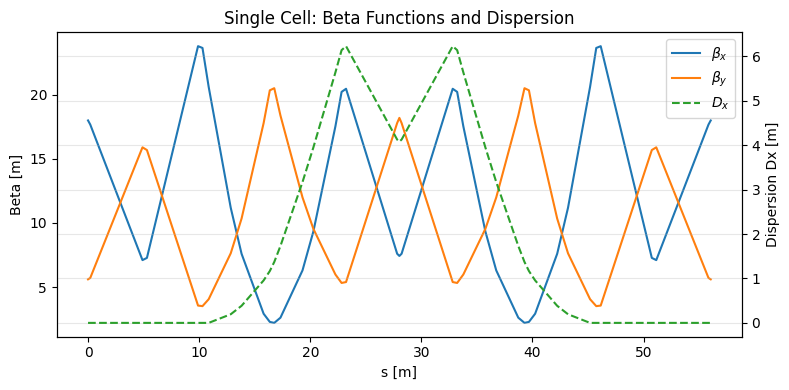 Single Cell: Beta Functions and Dispersion
βx
βy
Dx
Beta [m]
20
15
10
5
6
5
4
3
2
1
0
Dispersion Dx [m]
0 10 20 30 40 50
s [m]